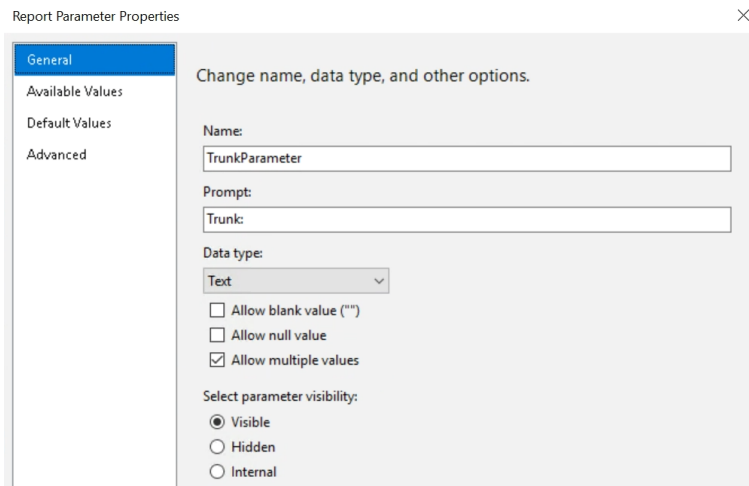 Report Parameter Properties
General
Available Values
Default Values
Advanced
Change name, data type, and other options.
Name:
TrunkParameter
Prompt:
Trunk:
Data type:
Text
Allow blank value ("")
Allow null value
Allow multiple values
Select parameter visibility:
Visible
Hidden
Internal